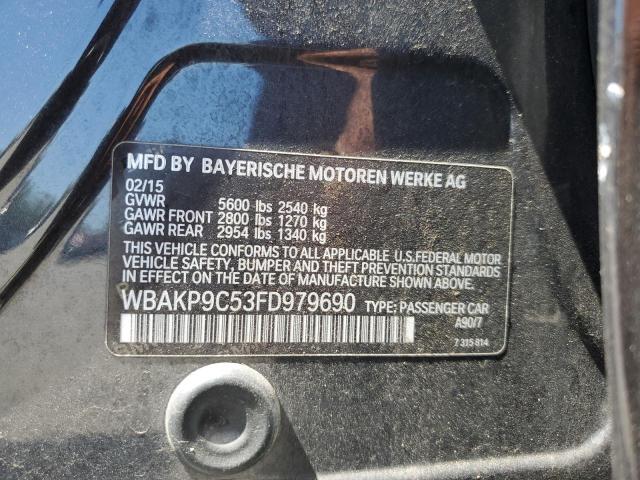 MFD BY BAYERISCHE MOTOREN WERKE AG
02/15
GVWR 5600 lbs 2540 kg
GAWR FRONT 2800 lbs 1270 kg
GAWR REAR 2954 lbs 1340 kg
THIS VEHICLE CONFORMS TO ALL APPLICABLE U.S. FEDERAL MOTOR
VEHICLE SAFETY, BUMPER AND THEFT PREVENTION STANDARDS
IN EFFECT ON THE DATE OF MANUFACTURE SHOWN ABOVE.
WBAKP9C53FD979690 TYPE: PASSENGER CAR
A90/7
7 315 814